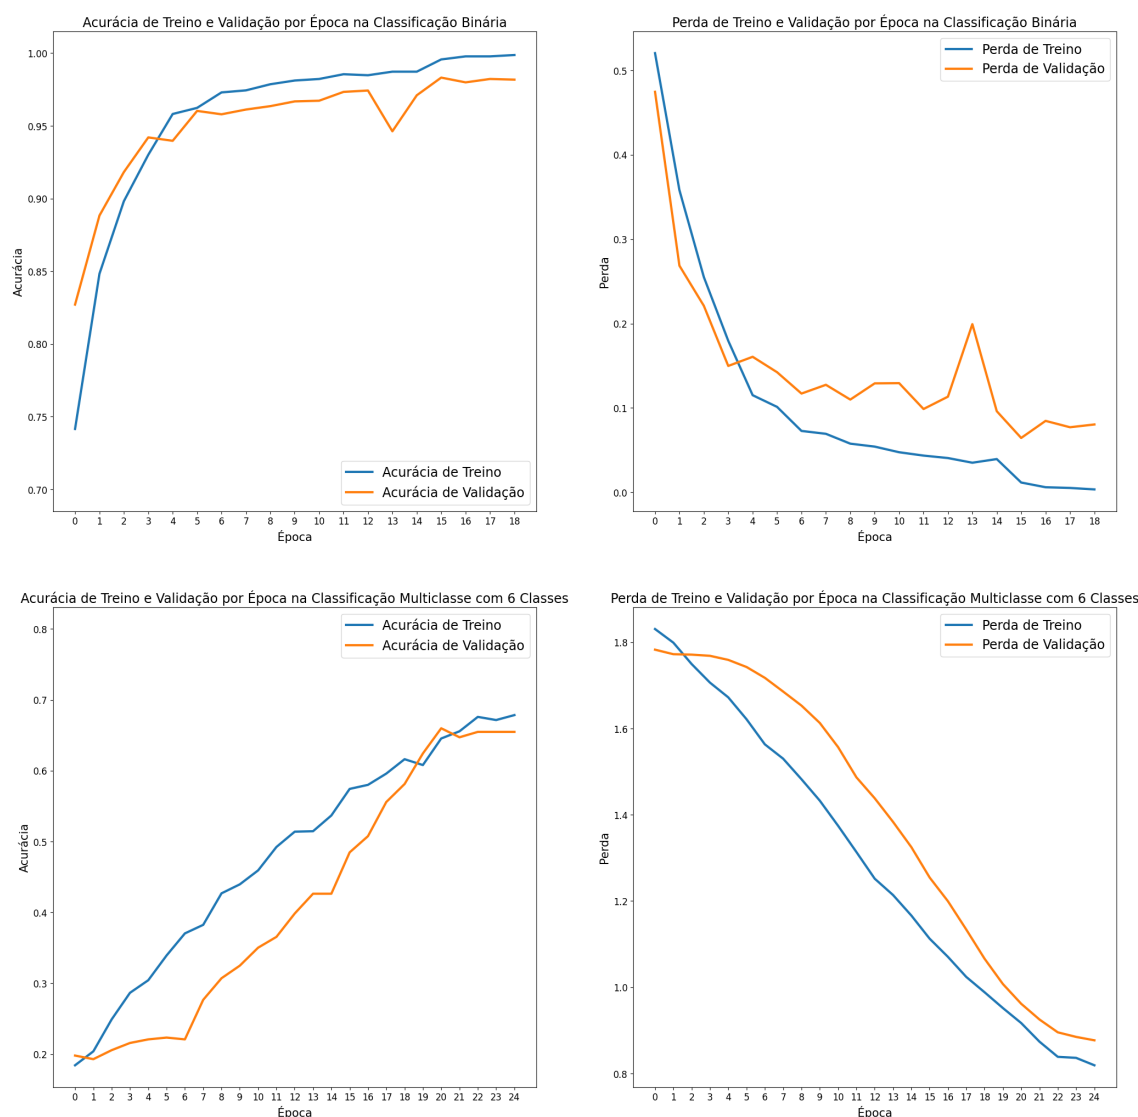 Acurácia de Treino e Validação por Época na Classificação Binária
1.00
0.95
0.90
0.85
0.80
0.75
0.70
Acurácia
Acurácia de Treino
Acurácia de Validação
0 1 2 3 4 5 6 7 8 9 10 11 12 13 14 15 16 17 18
Época
Perda de Treino e Validação por Época na Classificação Binária
Perda de Treino
Perda de Validação
0.5
0.4
0.3
0.2
0.1
0.0
Perda
0 1 2 3 4 5 6 7 8 9 10 11 12 13 14 15 16 17 18
Época
Acurácia de Treino e Validação por Época na Classificação Multiclasse com 6 Classes
Acurácia de Treino
Acurácia de Validação
0.8
0.7
0.6
0.5
0.4
0.3
0.2
Acurácia
0 1 2 3 4 5 6 7 8 9 10 11 12 13 14 15 16 17 18 19 20 21 22 23 24
Época
Perda de Treino e Validação por Época na Classificação Multiclasse com 6 Classes
Perda de Treino
Perda de Validação
1.8
1.6
1.4
1.2
1.0
0.8
Perda
0 1 2 3 4 5 6 7 8 9 10 11 12 13 14 15 16 17 18 19 20 21 22 23 24
Época